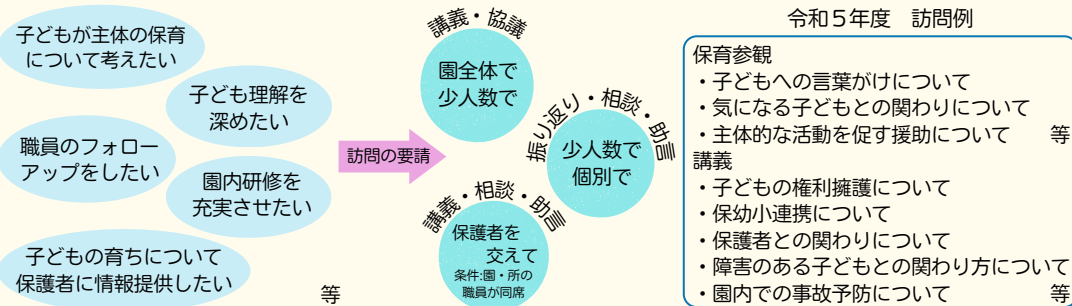 子どもが主体の保育
について考えたい
子ども理解を
深めたい
職員のフォロー
アップをしたい
園内研修を
充実させたい
子どもの育ちについて
保護者に情報提供したい
等
訪問の要請
講義・協議
園全体で
少人数で
振り返り・相談・助言
少人数で
個別で
講義・相談・助言
保護者を
交えて
条件:園・所の
職員が同席
令和５年度　訪問例
保育参観
・子どもへの言葉がけについて
・気になる子どもとの関わりについて
・主体的な活動を促す援助について　等
講義
・子どもの権利擁護について
・保幼小連携について
・保護者との関わりについて
・障害のある子どもとの関わり方について
・園内での事故予防について　等